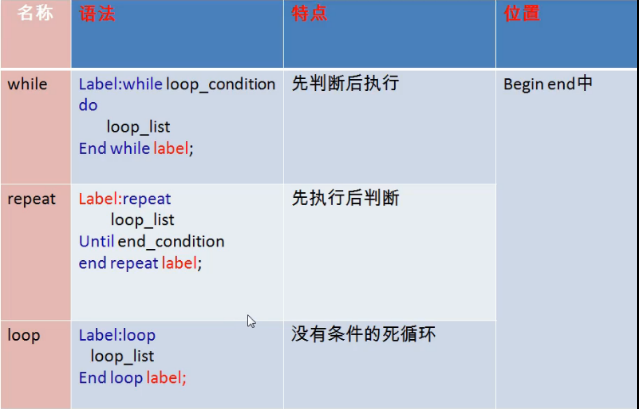 名称 语法 特点 位置
while Label:while loop_condition 先判断后执行 Begin end中
do
loop_list
End while label;
repeat Label:repeat 先执行后判断
loop_list
Until end_condition
end repeat label;
loop Label:loop 没有条件的死循环
loop_list
End loop label;